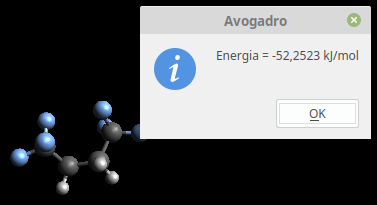 Avogadro
Energia = -52,2523 kJ/mol
OK